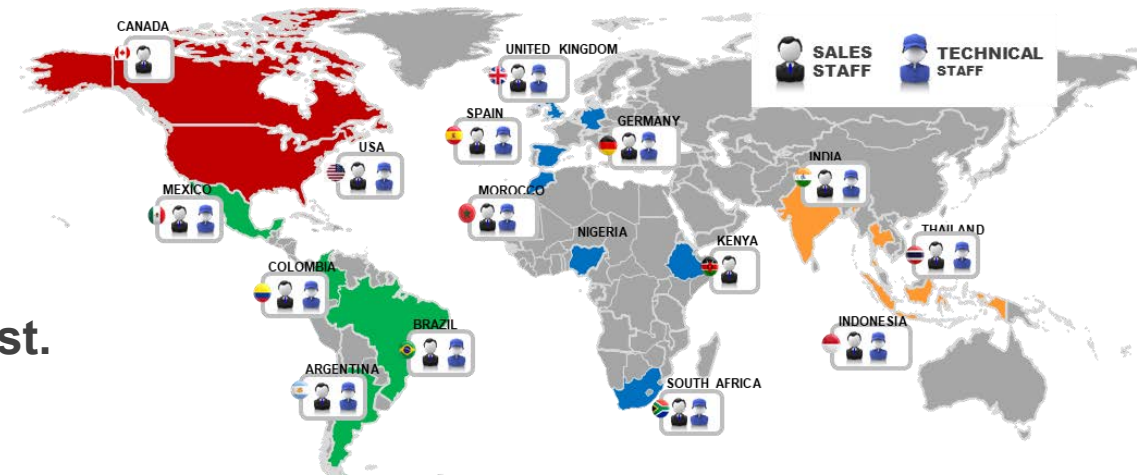 CANADA
UNITED KINGDOM
SALES
STAFF
TECHNICAL
STAFF
SPAIN
GERMANY
USA
INDIA
MEXICO
MOROCCO
NIGERIA
KENYA
THAILAND
COLOMBIA
BRAZIL
INDONESIA
st.
ARGENTINA
SOUTH AFRICA